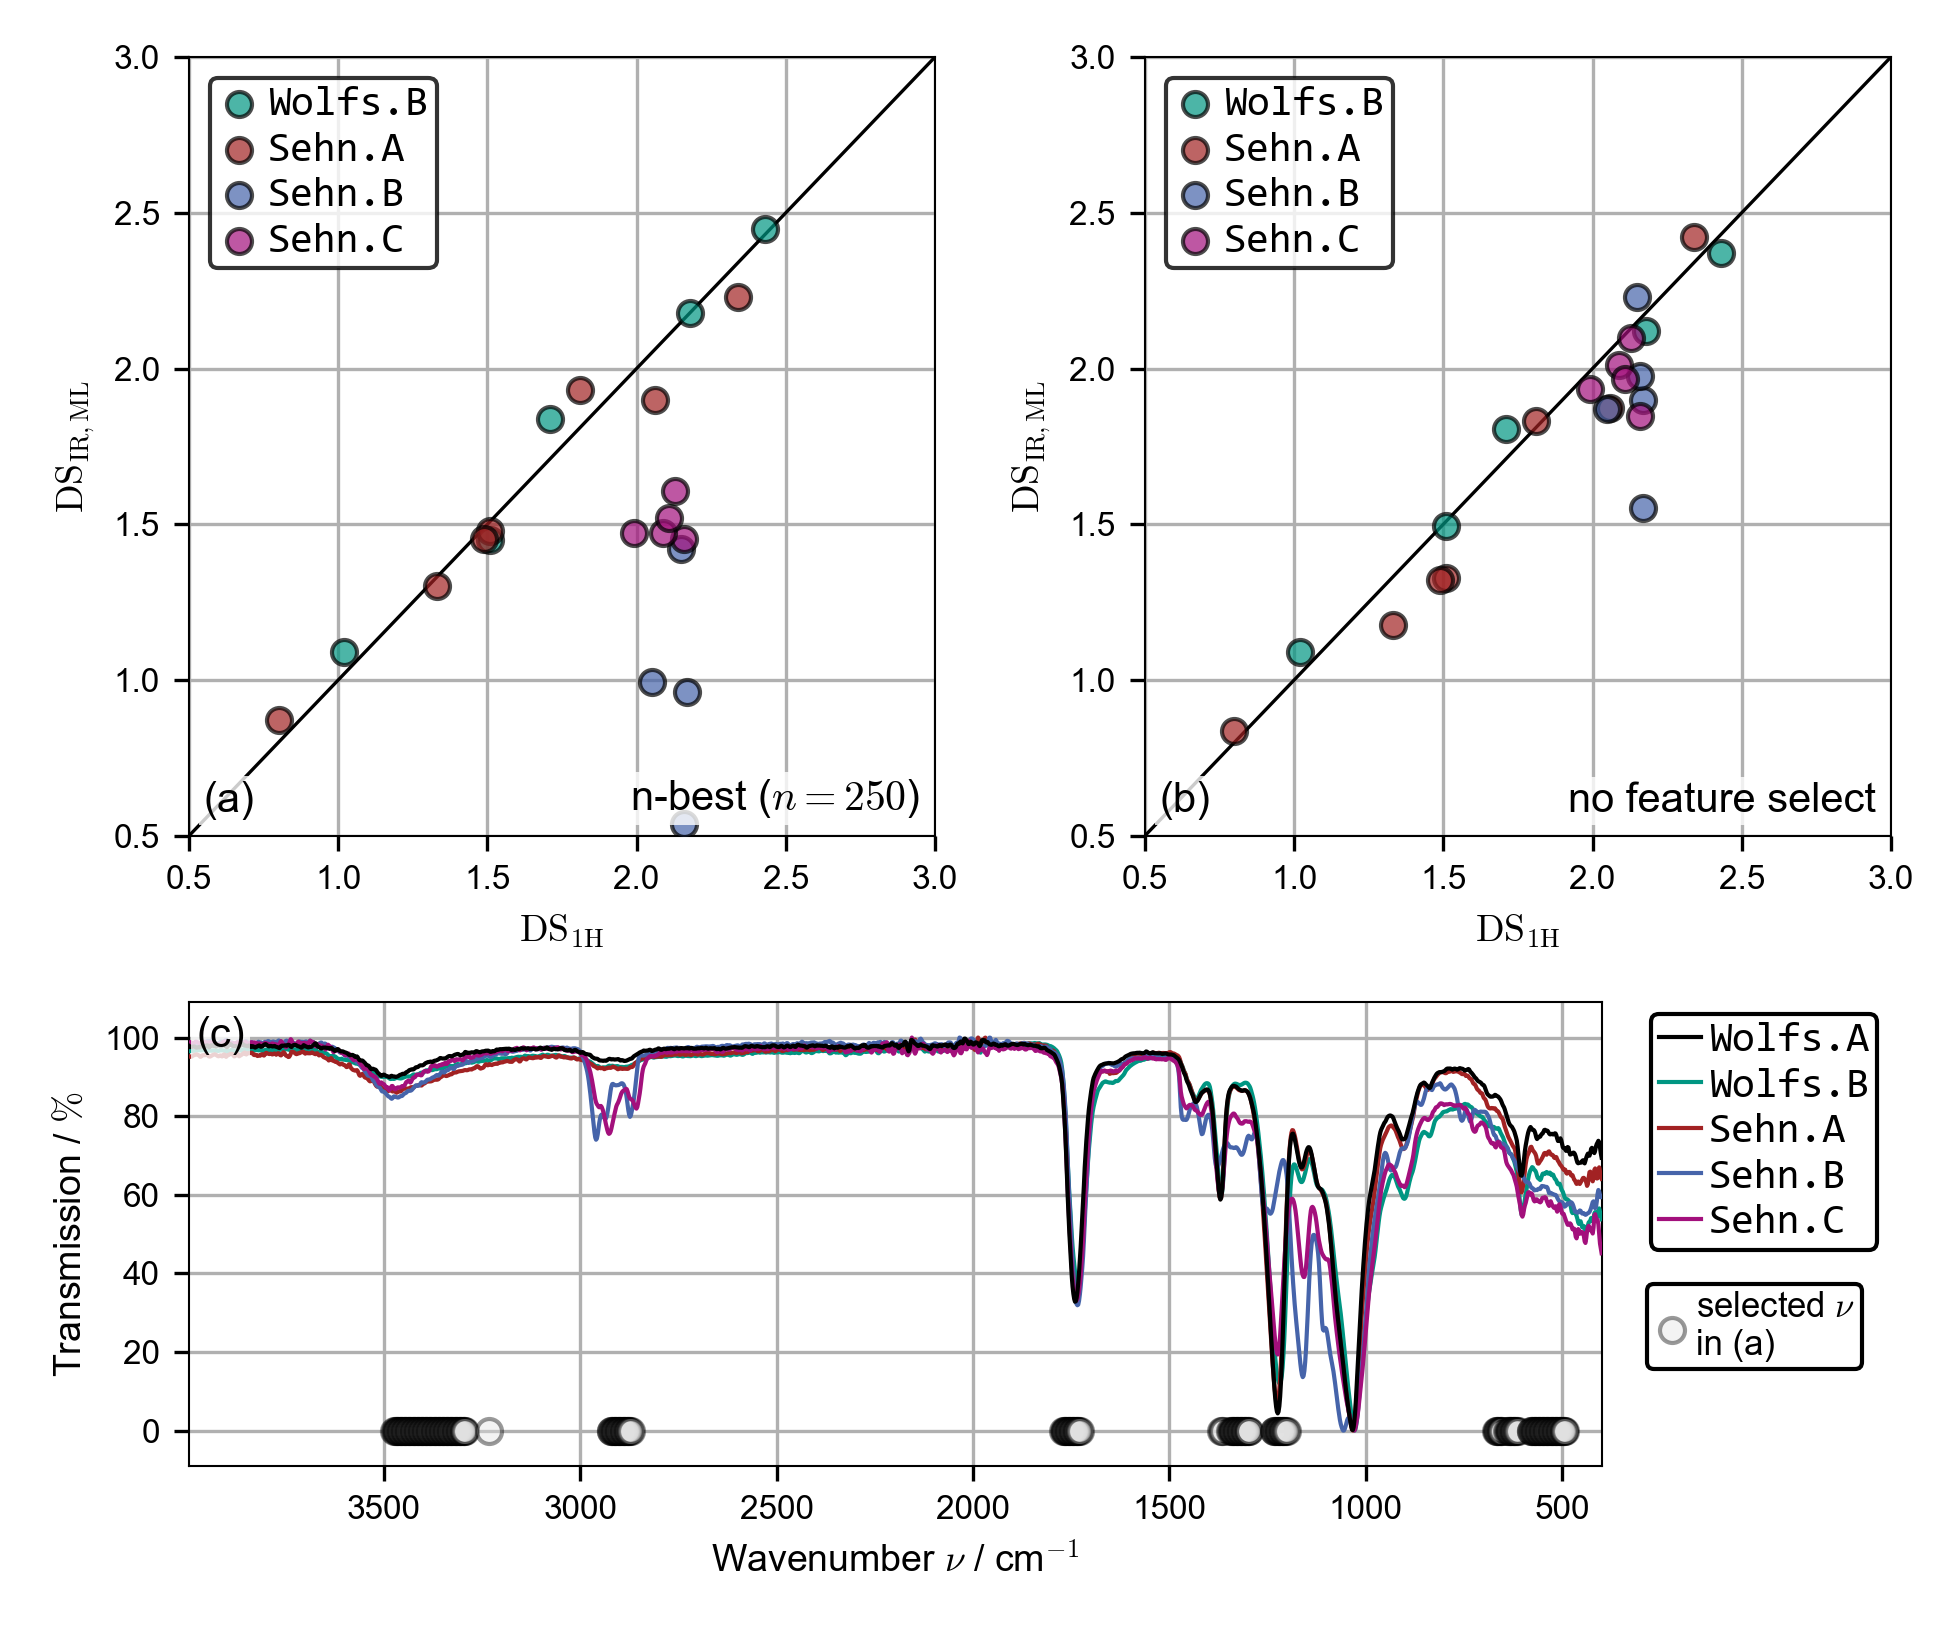 3.0
2.5
2.0
1.5
1.0
0.5
DS_IR,ML
Wolfs.B
Sehn.A
Sehn.B
Sehn.C
(a)
n-best (n = 250)
0.5 1.0 1.5 2.0 2.5 3.0
DS_1H
3.0
2.5
2.0
1.5
1.0
0.5
DS_IR,ML
Wolfs.B
Sehn.A
Sehn.B
Sehn.C
(b)
no feature select
0.5 1.0 1.5 2.0 2.5 3.0
DS_1H
(c)
100
80
60
40
20
0
Transmission / %
3500 3000 2500 2000 1500 1000 500
Wavenumber ν / cm⁻¹
Wolfs.A
Wolfs.B
Sehn.A
Sehn.B
Sehn.C
selected ν
in (a)